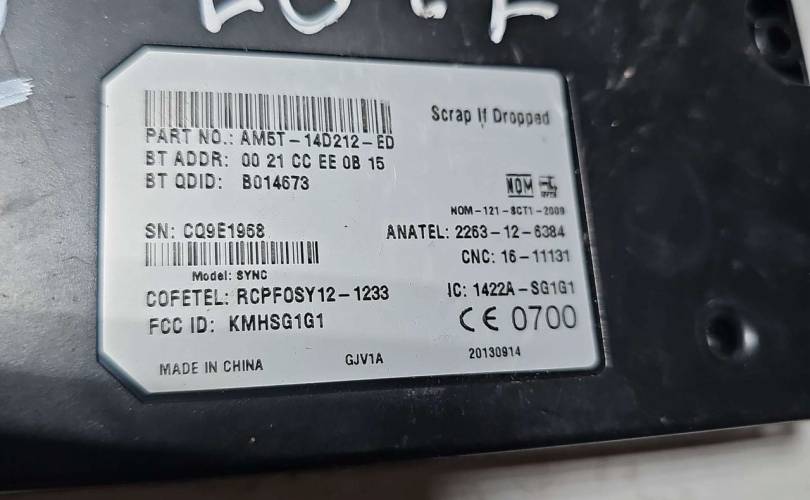 PART NO.: AM5T-14D212-ED
Scrap If Dropped
BT ADDR: 00 21 CC EE 0B 15
BT QDID: B014673
NOM
NOM-121-SCT1-2009
SN: CQ9E1968
ANATEL: 2263-12-6384
CNC: 16-11131
Model: SYNC
COFETEL: RCPFOSY12-1233
IC: 1422A-SG1G1
FCC ID: KMHSG1G1
CE 0700
MADE IN CHINA
GJV1A
20130914